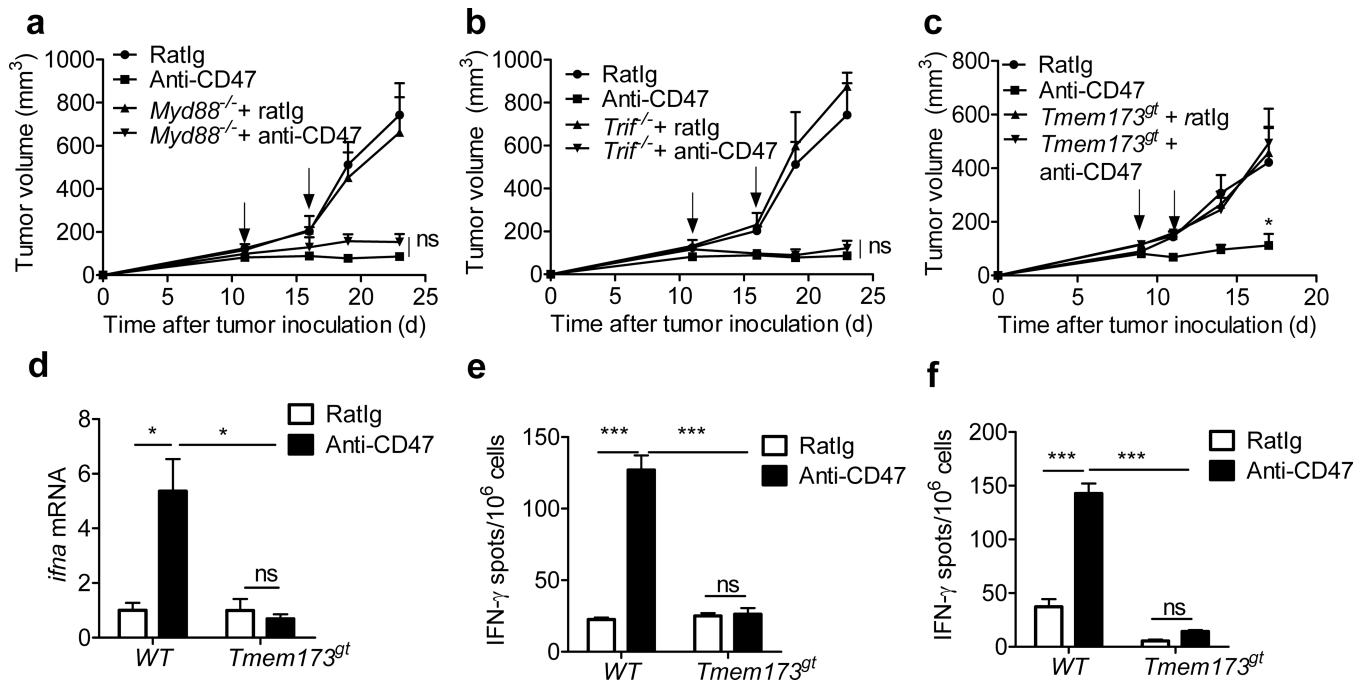 a
Tumor volume (mm³)
1000
800
600
400
200
0
RatIg
Anti-CD47
Myd88⁻/⁻+ ratIg
Myd88⁻/⁻+ anti-CD47
ns
0 5 10 15 20 25
Time after tumor inoculation (d)
b
Tumor volume (mm³)
1000
800
600
400
200
0
RatIg
Anti-CD47
Trif⁻/⁻+ ratIg
Trif⁻/⁻+ anti-CD47
ns
0 5 10 15 20 25
Time after tumor inoculation (d)
c
Tumor volume (mm³)
800
600
400
200
0
RatIg
Anti-CD47
Tmem173ᵍᵗ + ratIg
Tmem173ᵍᵗ +
anti-CD47
*
0 5 10 15 20
Time after tumor inoculation (d)
d
ifna mRNA
8
6
4
2
0
RatIg
Anti-CD47
* *
ns
WT Tmem173ᵍᵗ
e
IFN-γ spots/10⁶ cells
150
100
50
0
RatIg
Anti-CD47
*** ***
ns
WT Tmem173ᵍᵗ
f
IFN-γ spots/10⁶ cells
200
150
100
50
0
RatIg
Anti-CD47
*** ***
ns
WT Tmem173ᵍᵗ